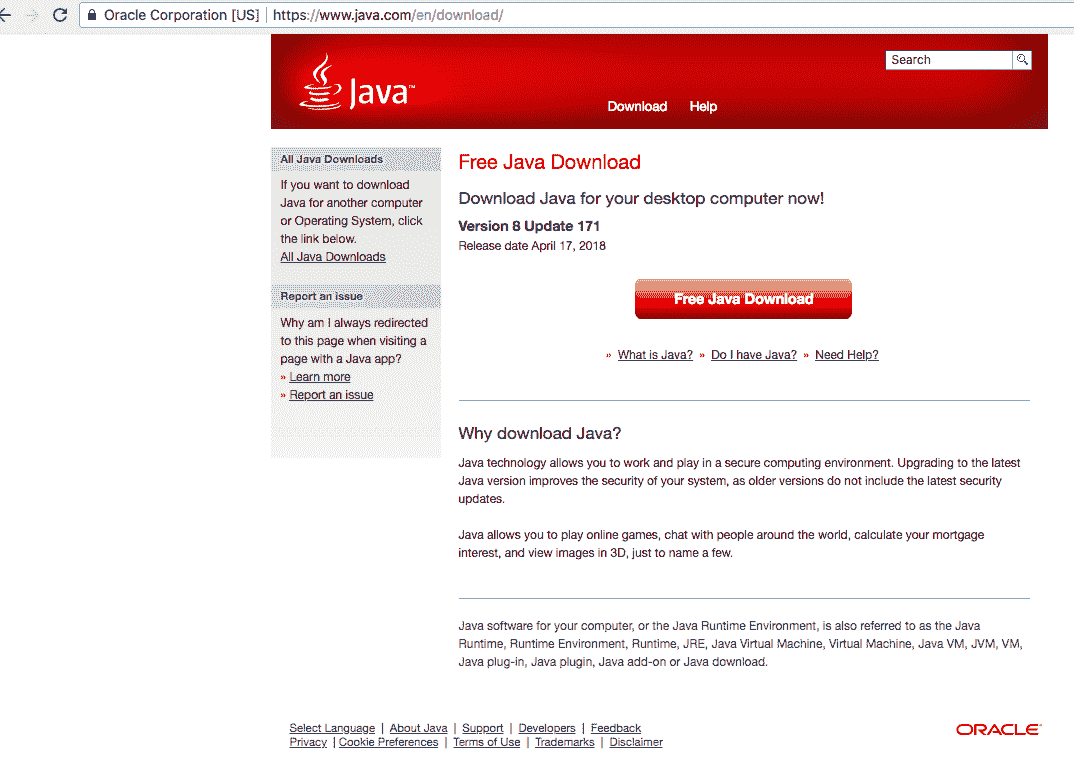 Oracle Corporation [US] | https://www.java.com/en/download/
Java™
Search
Download Help
All Java Downloads
If you want to download
Java for another computer
or Operating System, click
the link below.
All Java Downloads
Report an issue
Why am I always redirected
to this page when visiting a
page with a Java app?
» Learn more
» Report an issue
Free Java Download
Download Java for your desktop computer now!
Version 8 Update 171
Release date April 17, 2018
Free Java Download
» What is Java? » Do I have Java? » Need Help?
Why download Java?
Java technology allows you to work and play in a secure computing environment. Upgrading to the latest
Java version improves the security of your system, as older versions do not include the latest security
updates.
Java allows you to play online games, chat with people around the world, calculate your mortgage
interest, and view images in 3D, just to name a few.
Java software for your computer, or the Java Runtime Environment, is also referred to as the Java
Runtime, Runtime Environment, Runtime, JRE, Java Virtual Machine, Virtual Machine, Java VM, JVM, VM,
Java plug-in, Java plugin, Java add-on or Java download.
Select Language | About Java | Support | Developers | Feedback
Privacy | Cookie Preferences | Terms of Use | Trademarks | Disclaimer
ORACLE